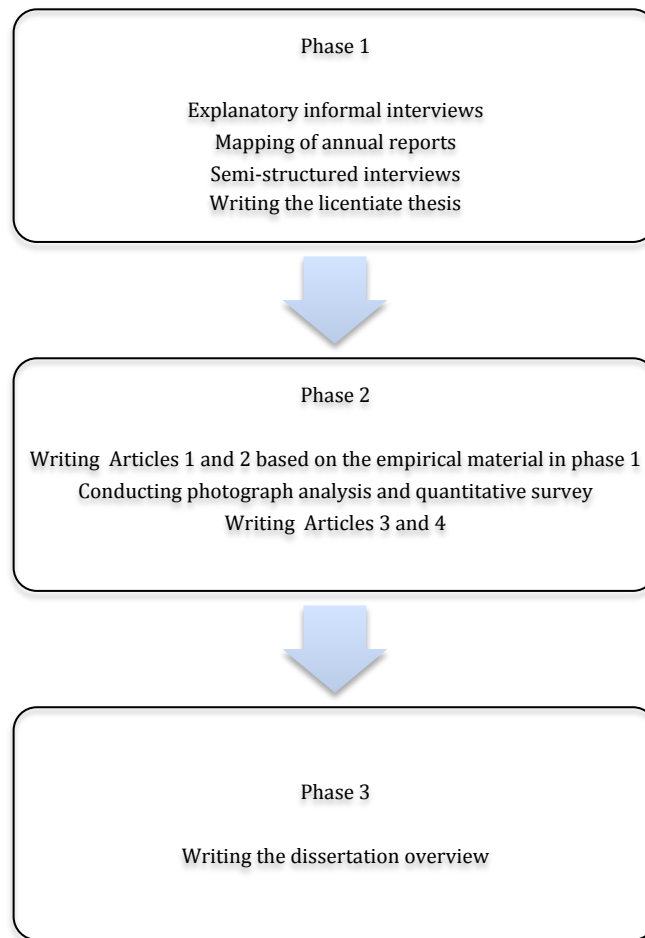 Phase 1
Explanatory informal interviews
Mapping of annual reports
Semi-structured interviews
Writing the licentiate thesis
Phase 2
Writing Articles 1 and 2 based on the empirical material in phase 1
Conducting photograph analysis and quantitative survey
Writing Articles 3 and 4
Phase 3
Writing the dissertation overview